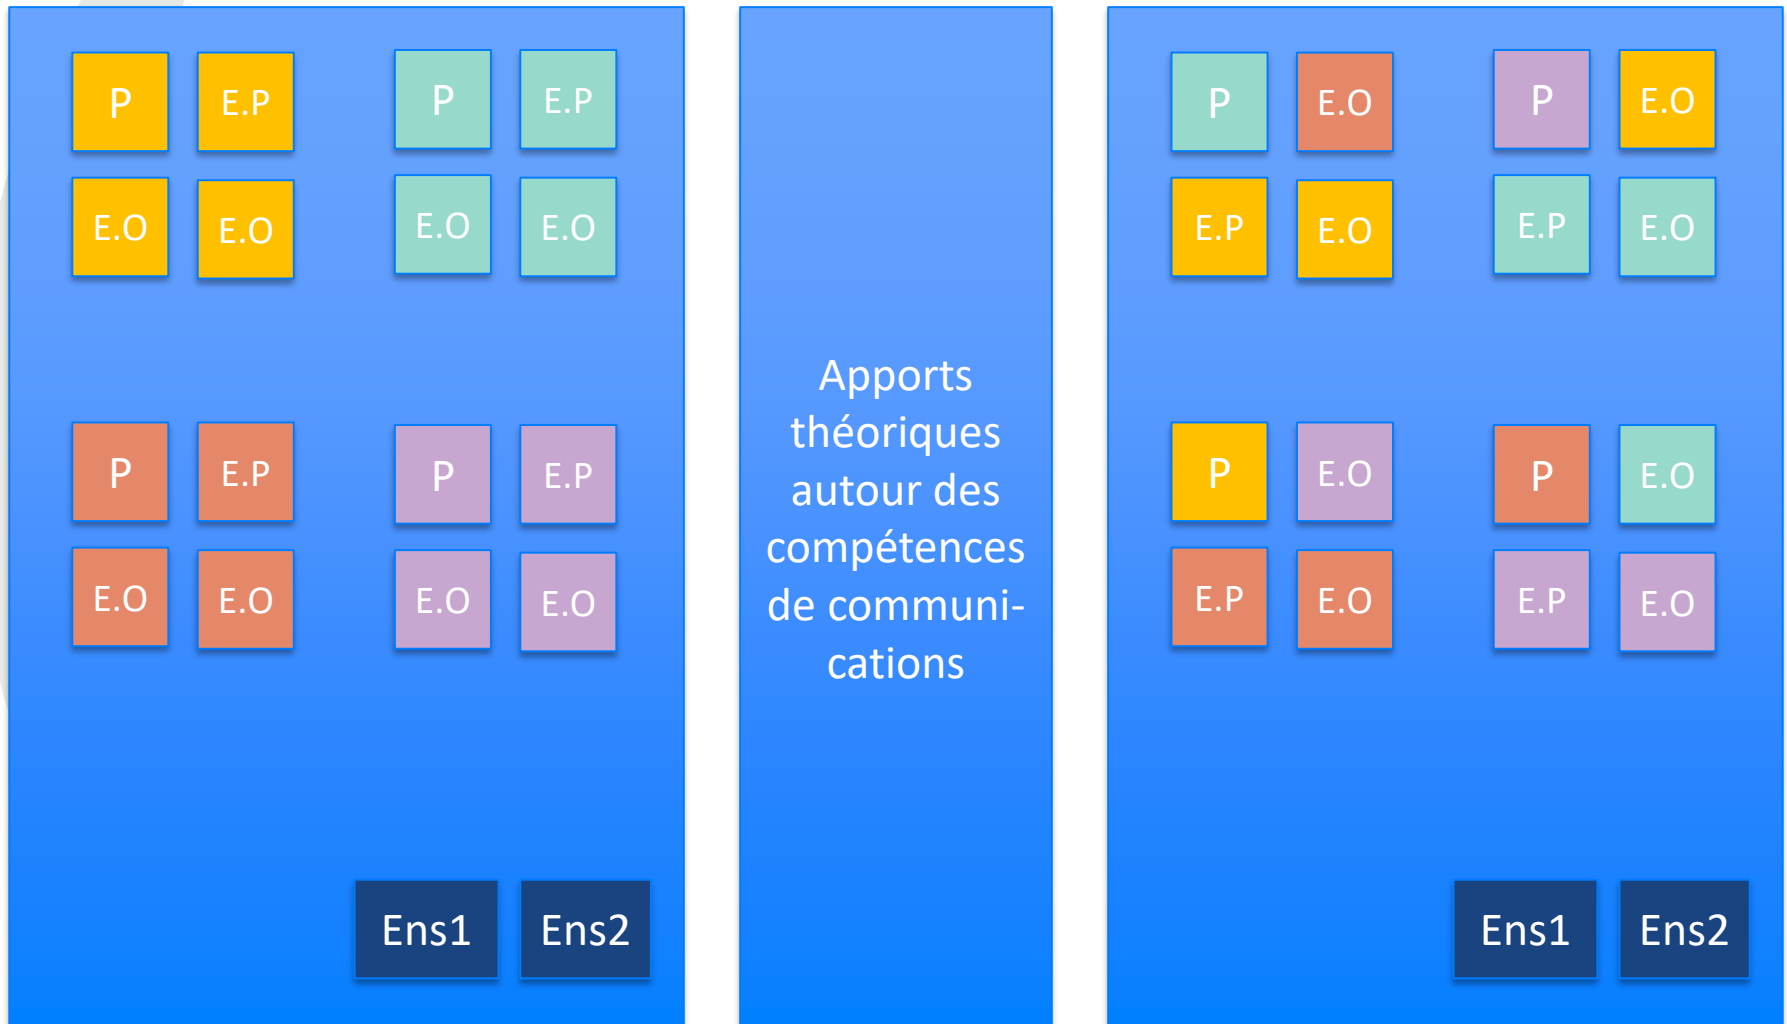 P E.P P E.P
E.O E.O E.O E.O
P E.P P E.P
E.O E.O E.O E.O
Ens1 Ens2
Apports
théoriques
autour des
compétences
de communi-
cations
P E.O P E.O
E.P E.O E.P E.O
P E.O P E.O
E.P E.O E.P E.O
Ens1 Ens2